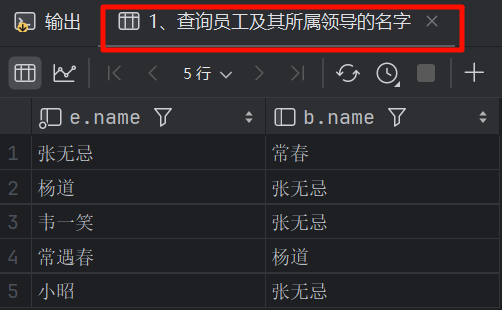 输出
1、查询员工及其所属领导的名字
5 行
e.name b.name
1 张无忌 常春
2 杨道 张无忌
3 韦一笑 张无忌
4 常遇春 杨道
5 小昭 张无忌